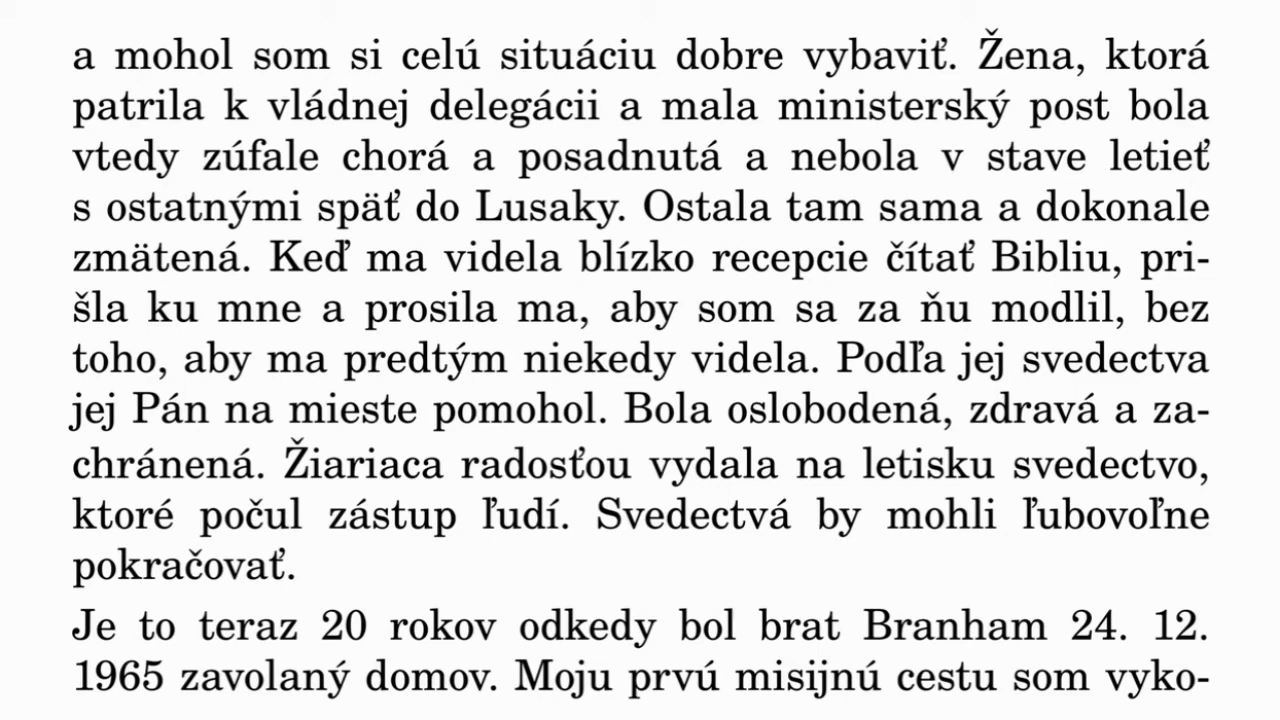 a mohol som si celú situáciu dobre vybaviť. Žena, ktorá
patrila k vládnej delegácii a mala ministerský post bola
vtedy zúfale chorá a posadnutá a nebola v stave letieť
s ostatnými späť do Lusaky. Ostala tam sama a dokonale
zmätená. Keď ma videla blízko recepcie čítať Bibliu, pri-
šla ku mne a prosila ma, aby som sa za ňu modlil, bez
toho, aby ma predtým niekedy videla. Podľa jej svedectva
jej Pán na mieste pomohol. Bola oslobodená, zdravá a za-
chránená. Žiariaca radosťou vydala na letisku svedectvo,
ktoré počul zástup ľudí. Svedectvá by mohli ľubovoľne
pokračovať.
Je to teraz 20 rokov odkedy bol brat Branham 24. 12.
1965 zavolaný domov. Moju prvú misijnú cestu som vyko-